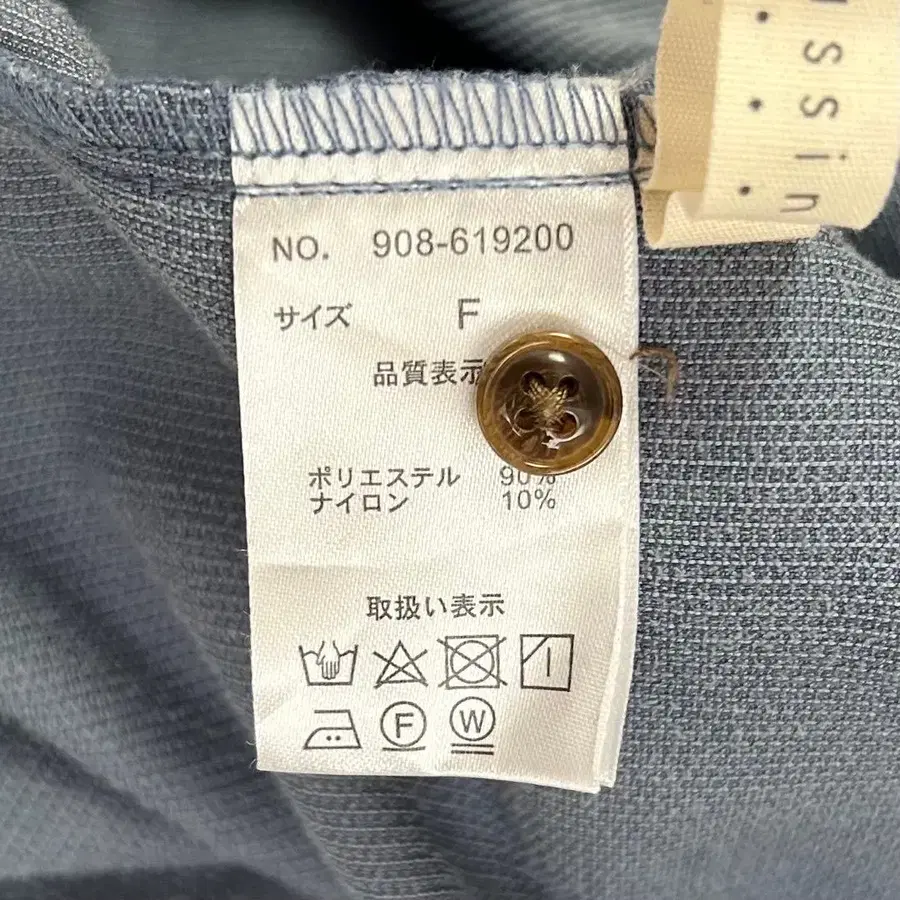 NO. 908-619200
サイズ F
品質表示
ポリエステル 90%
ナイロン 10%
取扱い表示
F
W
ussin